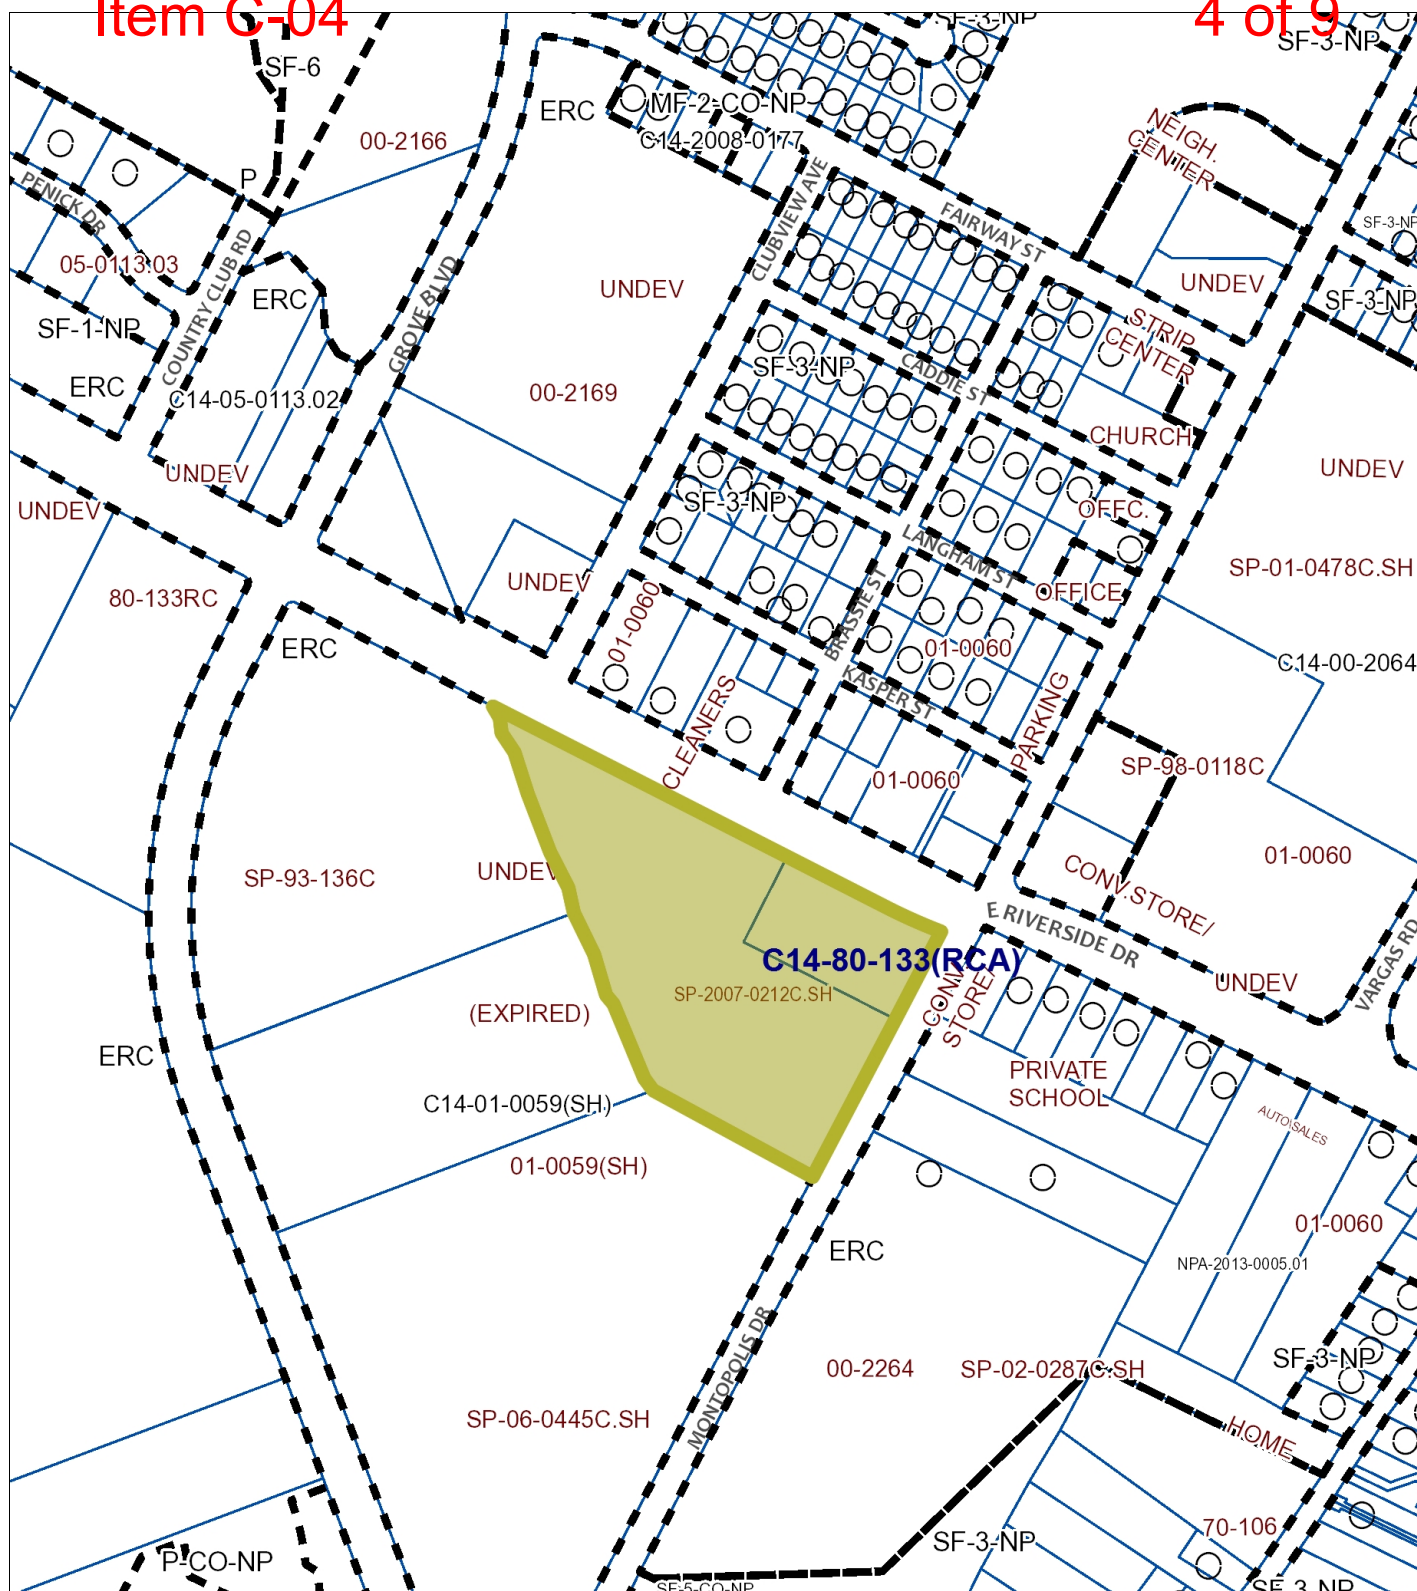 Item C-04
4 of 9
SF-3-NP
SF-3-NP
SF-6
ERC
MF-2-CO-NP
C14-2008-0177
00-2166
NEIGH.
CENTER
P
PENICK DR
CLUBVIEW AVE
FAIRWAY ST
SF-3-NP
05-0113.03
COUNTRY CLUB RD
ERC
GROVE BLVD
UNDEV
UNDEV
SF-3-NP
SF-1-NP
STRIP
CENTER
SF-3-NP
CADDIE ST
ERC
C14-05-0113.02
00-2169
CHURCH
UNDEV
UNDEV
UNDEV
SF-3-NP
OFFC.
LANGHAM ST
UNDEV
SP-01-0478C.SH
80-133RC
OFFICE
01-0060
BRASSIE ST
ERC
01-0060
C14-00-2064
KASPER ST
CLEANERS
PARKING
SP-98-0118C
01-0060
01-0060
SP-93-136C
UNDEV
CONV.STORE/
E RIVERSIDE DR
C14-80-133(RCA)
CONV.
STORE/
UNDEV
VARGAS RD
SP-2007-0212C.SH
(EXPIRED)
ERC
PRIVATE
SCHOOL
C14-01-0059(SH)
AUTO SALES
01-0059(SH)
01-0060
ERC
NPA-2013-0005.01
MONTOPOLIS DR
00-2264
SP-02-0287C.SH
SF-3-NP
SP-06-0445C.SH
HOME
70-106
SF-3-NP
P-CO-NP
SF-5-CO-NP
SF-3-NP